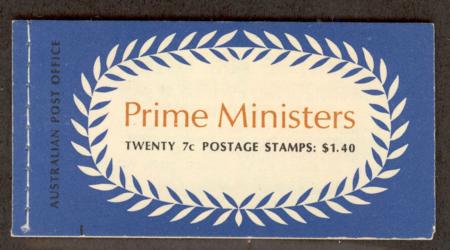 AUSTRALIAN POST OFFICE
Prime Ministers
TWENTY 7c POSTAGE STAMPS: $1.40